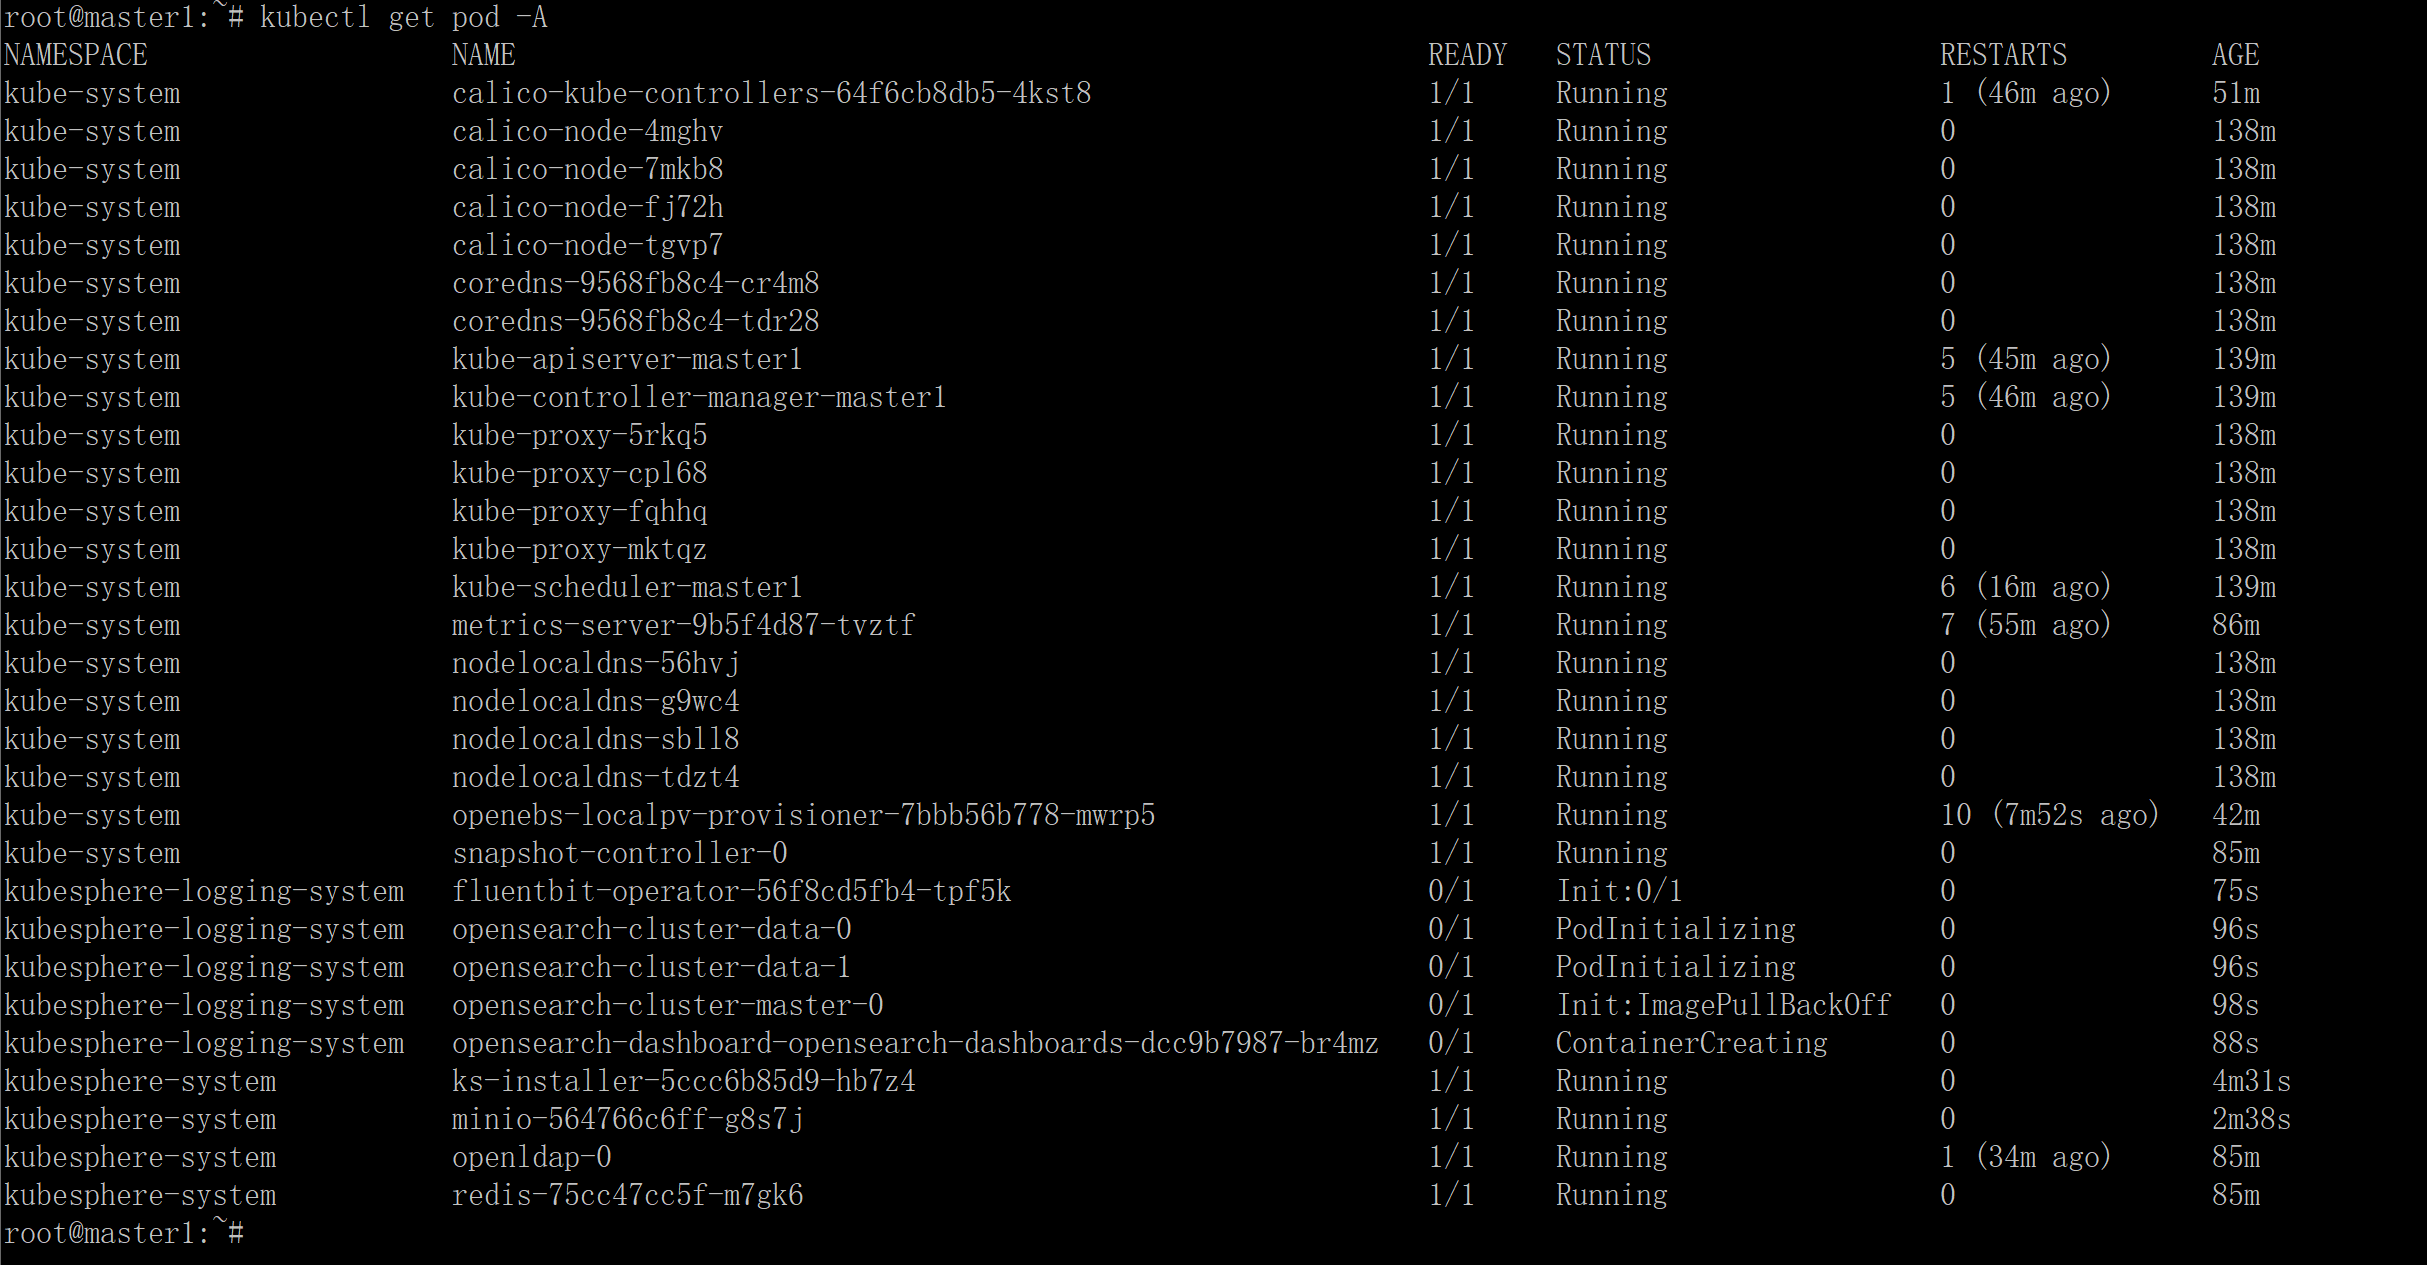 root@master1:~# kubectl get pod -A
NAMESPACE NAME READY STATUS RESTARTS AGE
kube-system calico-kube-controllers-64f6cb8db5-4kst8 1/1 Running 1 (46m ago) 51m
kube-system calico-node-4mghv 1/1 Running 0 138m
kube-system calico-node-7mkb8 1/1 Running 0 138m
kube-system calico-node-fj72h 1/1 Running 0 138m
kube-system calico-node-tgvp7 1/1 Running 0 138m
kube-system coredns-9568fb8c4-cr4m8 1/1 Running 0 138m
kube-system coredns-9568fb8c4-tdr28 1/1 Running 0 138m
kube-system kube-apiserver-master1 1/1 Running 5 (45m ago) 139m
kube-system kube-controller-manager-master1 1/1 Running 5 (46m ago) 139m
kube-system kube-proxy-5rkq5 1/1 Running 0 138m
kube-system kube-proxy-cpl68 1/1 Running 0 138m
kube-system kube-proxy-fqhhq 1/1 Running 0 138m
kube-system kube-proxy-mktqz 1/1 Running 0 138m
kube-system kube-scheduler-master1 1/1 Running 6 (16m ago) 139m
kube-system metrics-server-9b5f4d87-tvztf 1/1 Running 7 (55m ago) 86m
kube-system nodelocaldns-56hvj 1/1 Running 0 138m
kube-system nodelocaldns-g9wc4 1/1 Running 0 138m
kube-system nodelocaldns-sbll8 1/1 Running 0 138m
kube-system nodelocaldns-tdzt4 1/1 Running 0 138m
kube-system openebs-localpv-provisioner-7bbb56b778-mwrp5 1/1 Running 10 (7m52s ago) 42m
kube-system snapshot-controller-0 1/1 Running 0 85m
kubesphere-logging-system fluentbit-operator-56f8cd5fb4-tpf5k 0/1 Init:0/1 0 75s
kubesphere-logging-system opensearch-cluster-data-0 0/1 PodInitializing 0 96s
kubesphere-logging-system opensearch-cluster-data-1 0/1 PodInitializing 0 96s
kubesphere-logging-system opensearch-cluster-master-0 0/1 Init:ImagePullBackOff 0 98s
kubesphere-logging-system opensearch-dashboard-opensearch-dashboards-dcc9b7987-br4mz 0/1 ContainerCreating 0 88s
kubesphere-system ks-installer-5ccc6b85d9-hb7z4 1/1 Running 0 4m31s
kubesphere-system minio-564766c6ff-g8s7j 1/1 Running 0 2m38s
kubesphere-system openldap-0 1/1 Running 1 (34m ago) 85m
kubesphere-system redis-75cc47cc5f-m7gk6 1/1 Running 0 85m
root@master1:~#